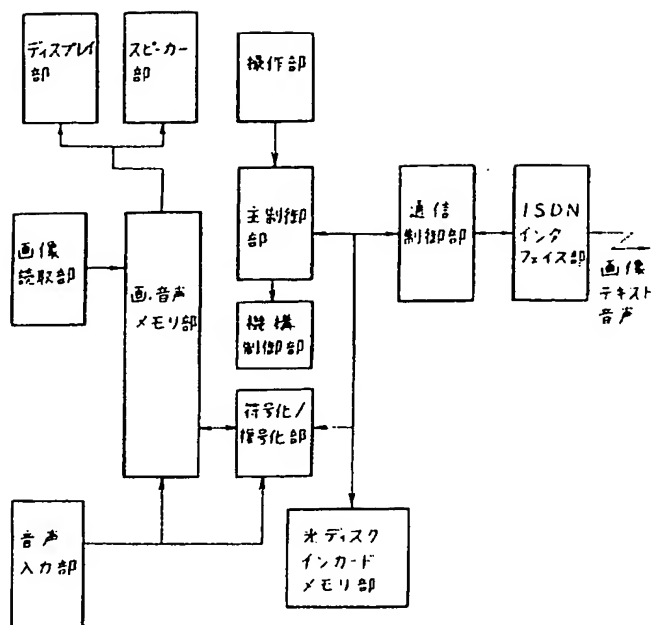 ディスプレイ
部
スピーカー
部
操作部
主制御
部
通信
制御部
ISDN
インタ
フェイス部
画像
テキスト
音声
画像
読取部
画・音声
メモリ部
機構
制御部
符号化/
復号化部
音声
入力部
光ディスク
インカード
メモリ部